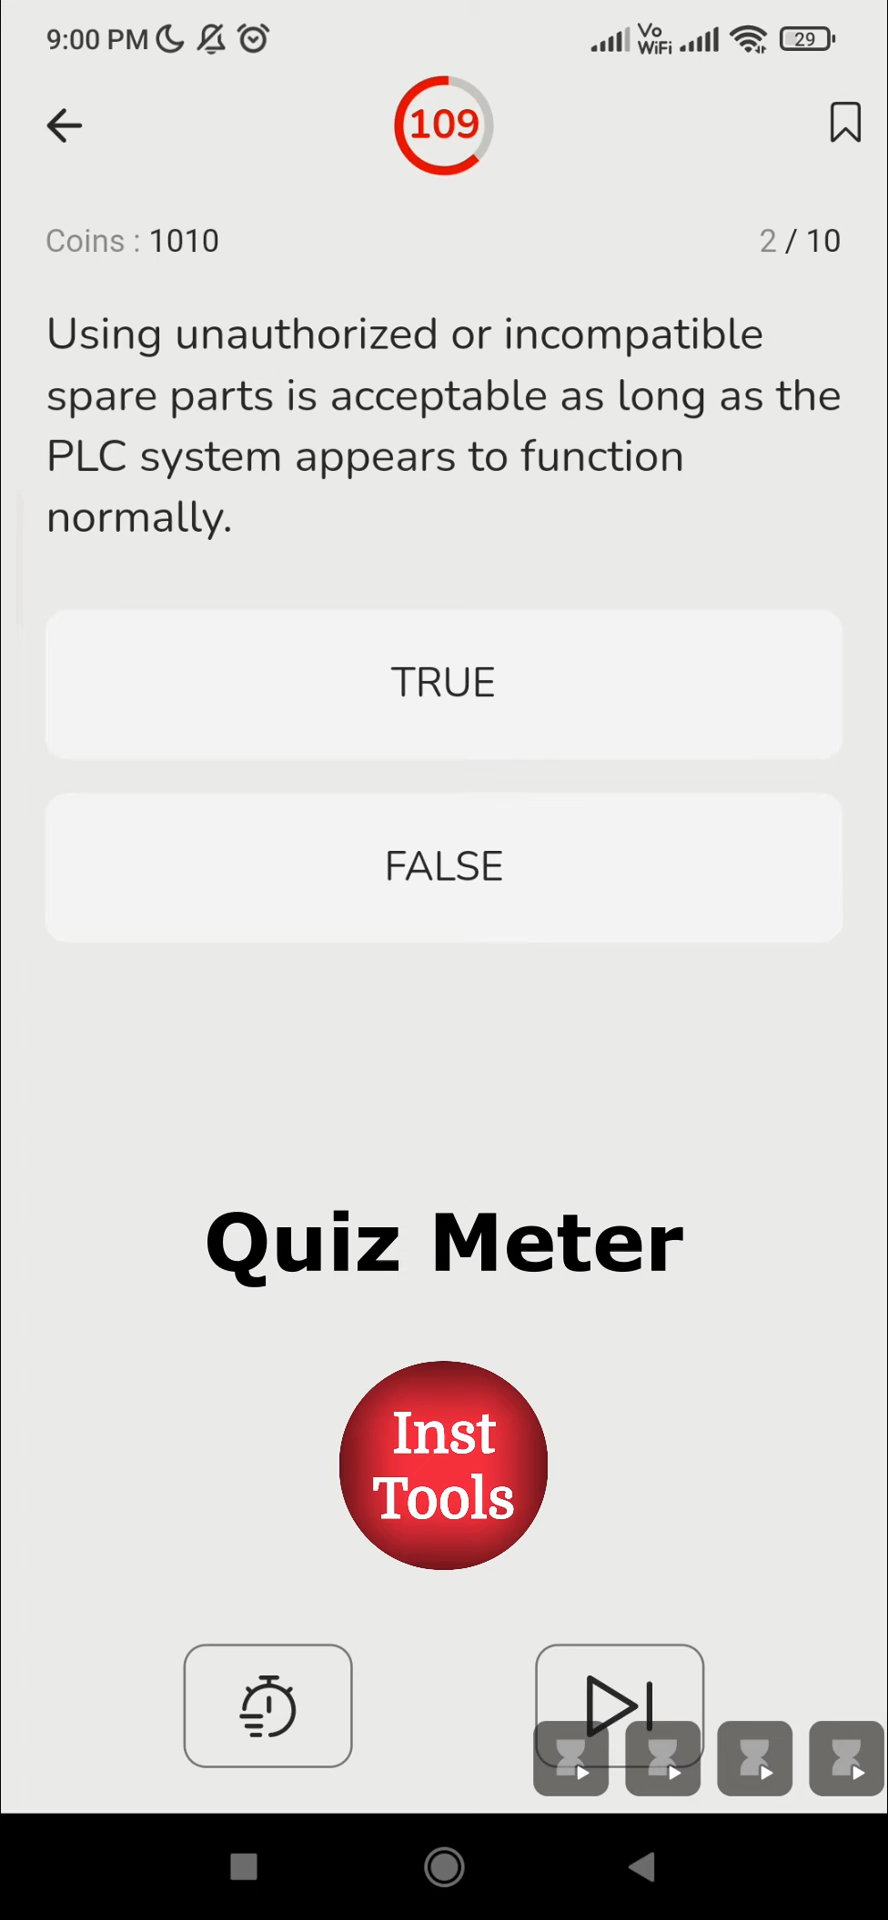 9:00 PM
Vo
WiFi
29
109
Coins : 1010
2 / 10
Using unauthorized or incompatible
spare parts is acceptable as long as the
PLC system appears to function
normally.
TRUE
FALSE
Quiz Meter
Inst
Tools